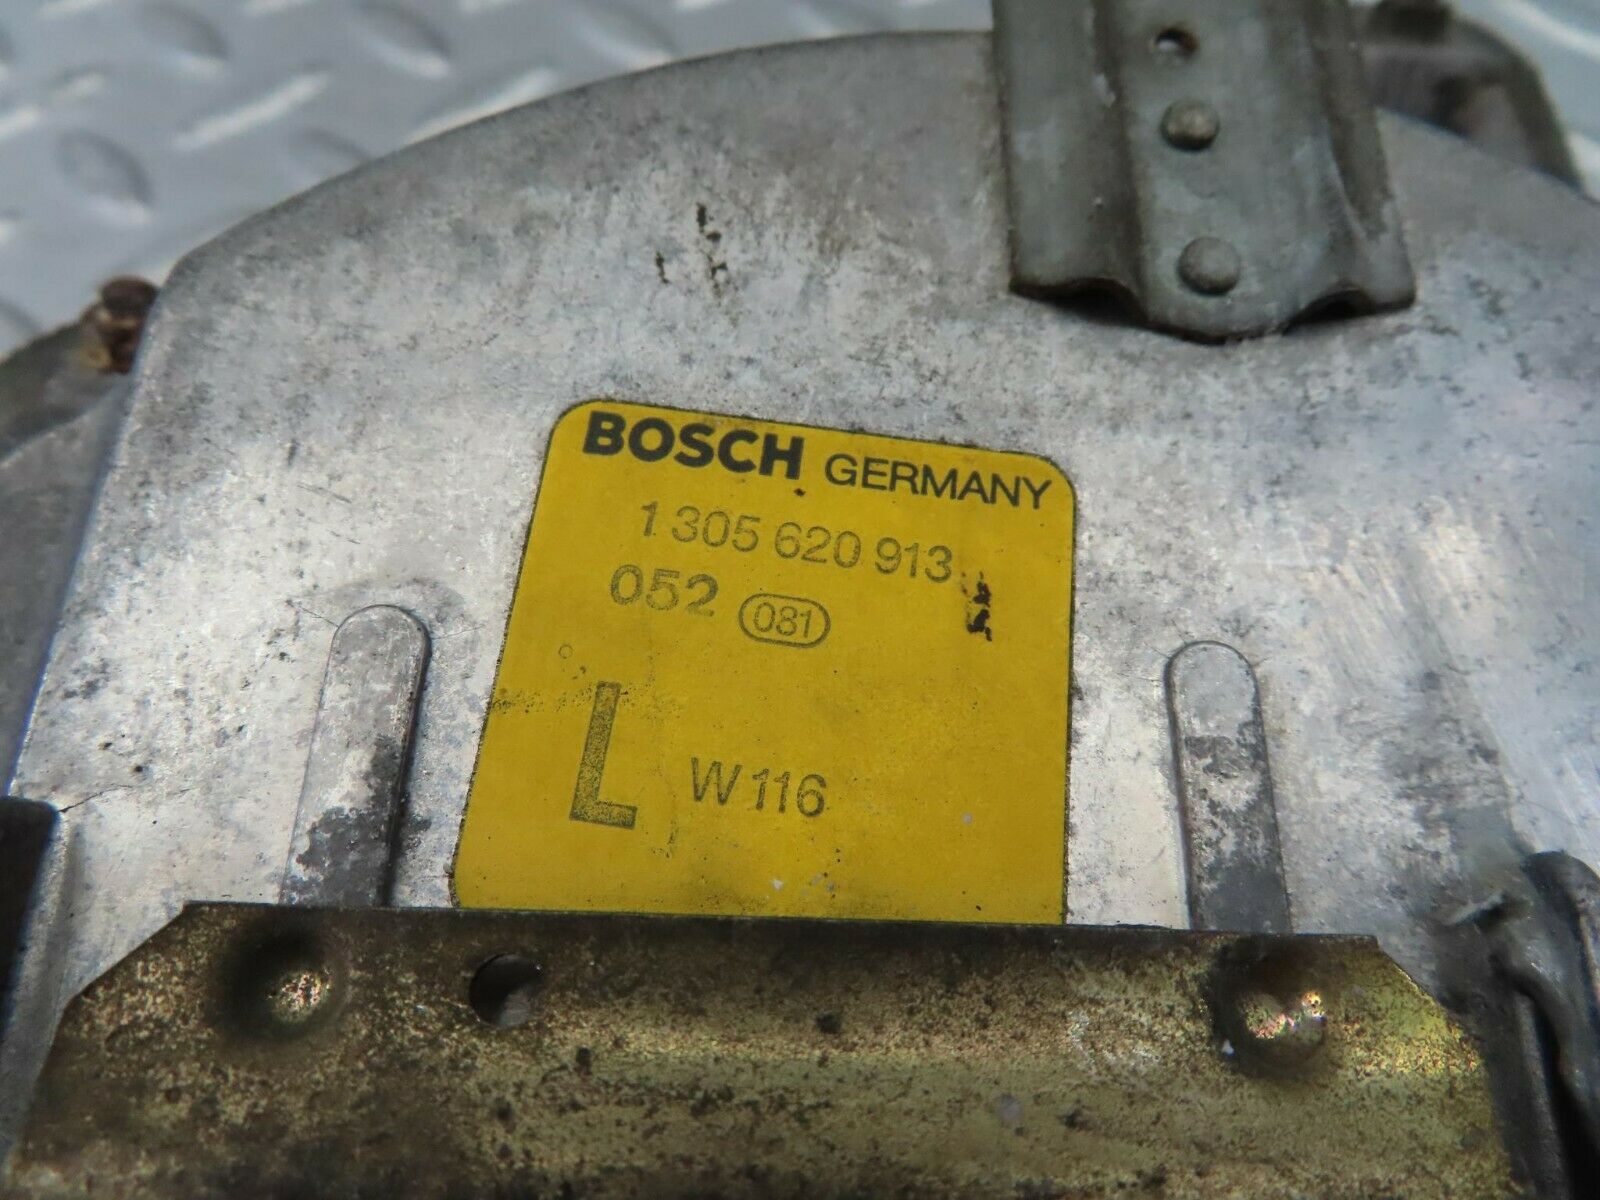 BOSCH GERMANY
1 305 620 913
052 081
L W116